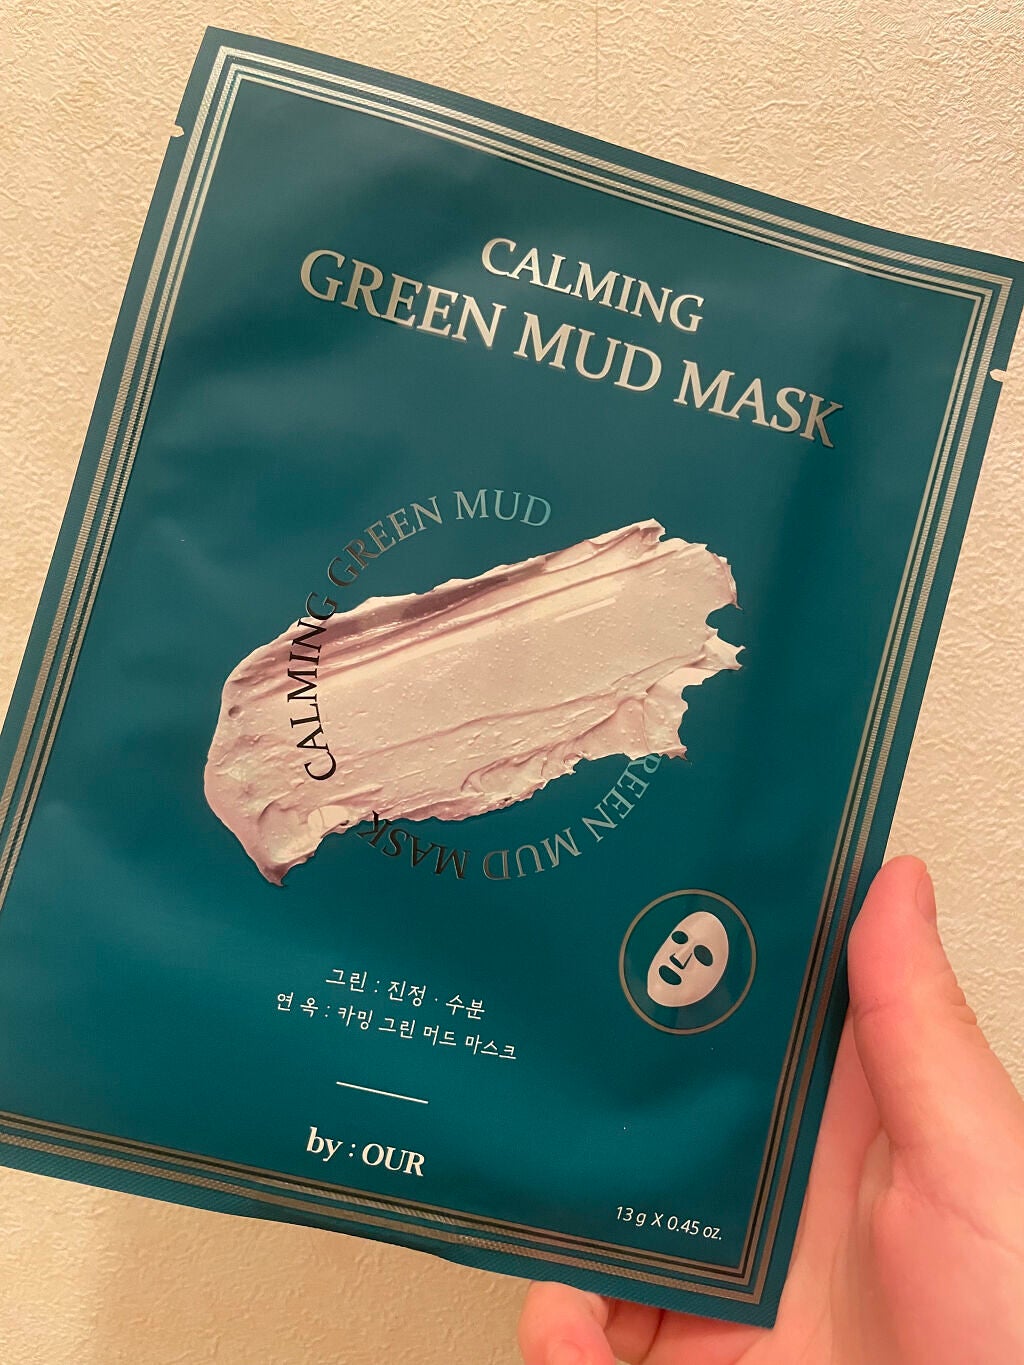 CALMING
GREEN MUD MASK
CALMING GREEN MUD
GREEN MUD MASK
그린 : 진정 · 수분
연 옥 : 카밍 그린 머드 마스크
by : OUR
13 g X 0.45 oz.